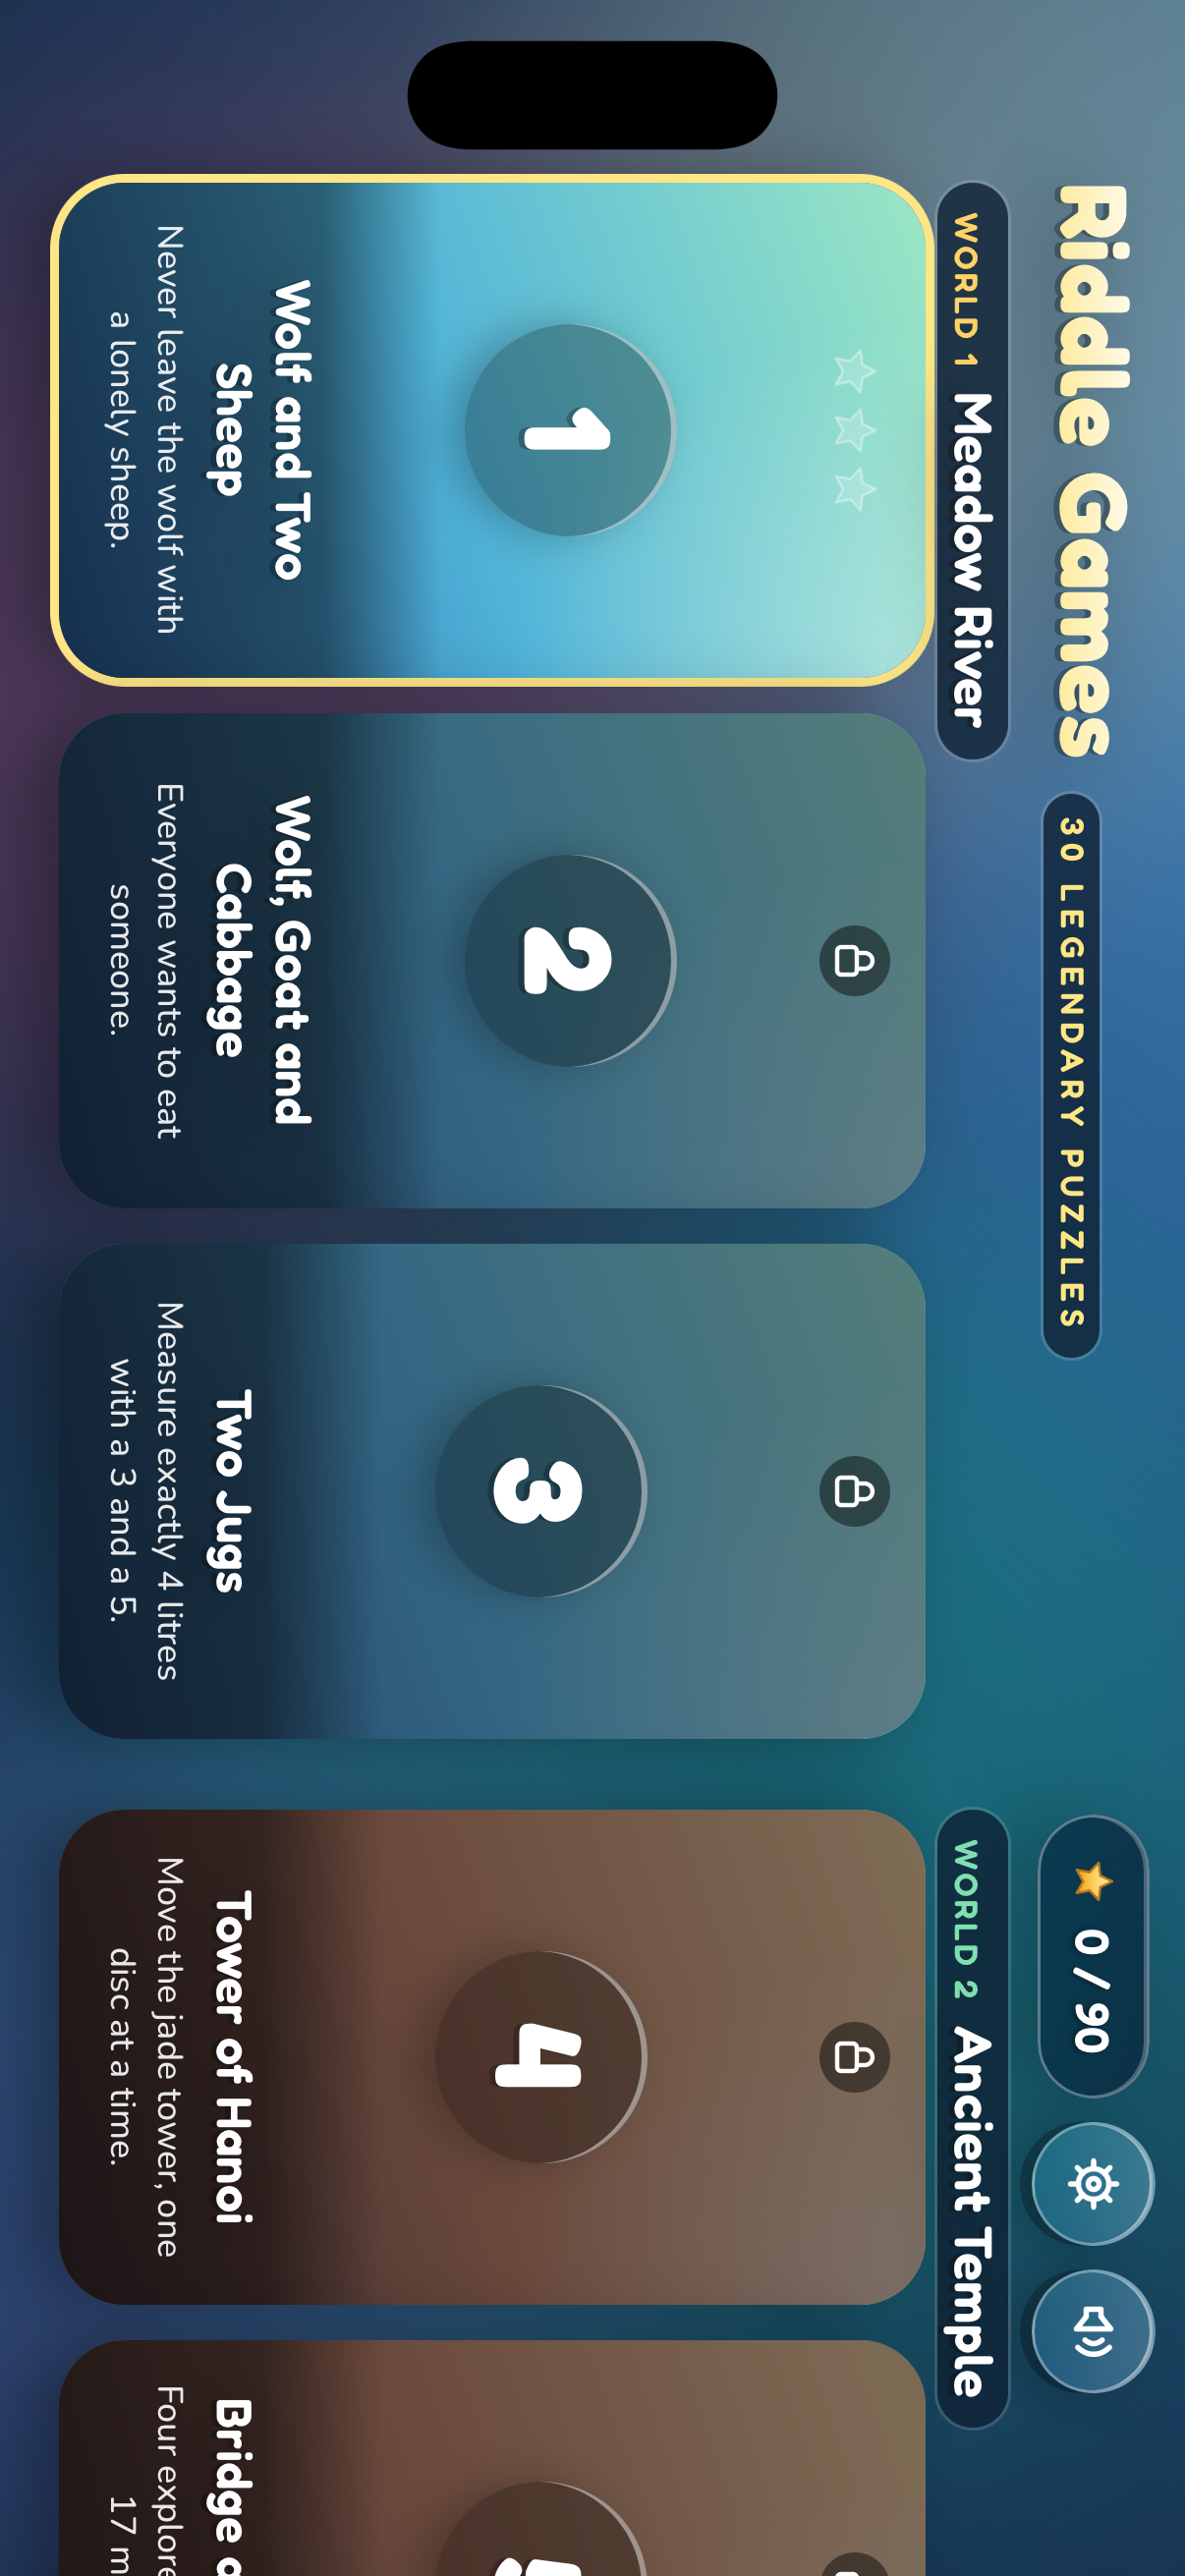 Riddle Games
30 LEGENDARY PUZZLES
0 / 90
WORLD 1 Meadow River
WORLD 2 Ancient Temple
1
Wolf and Two
Sheep
Never leave the wolf with
a lonely sheep.
2
Wolf, Goat and
Cabbage
Everyone wants to eat
someone.
3
Two Jugs
Measure exactly 4 litres
with a 3 and a 5.
4
Tower of Hanoi
Move the jade tower, one
disc at a time.
Bridge
Four
17